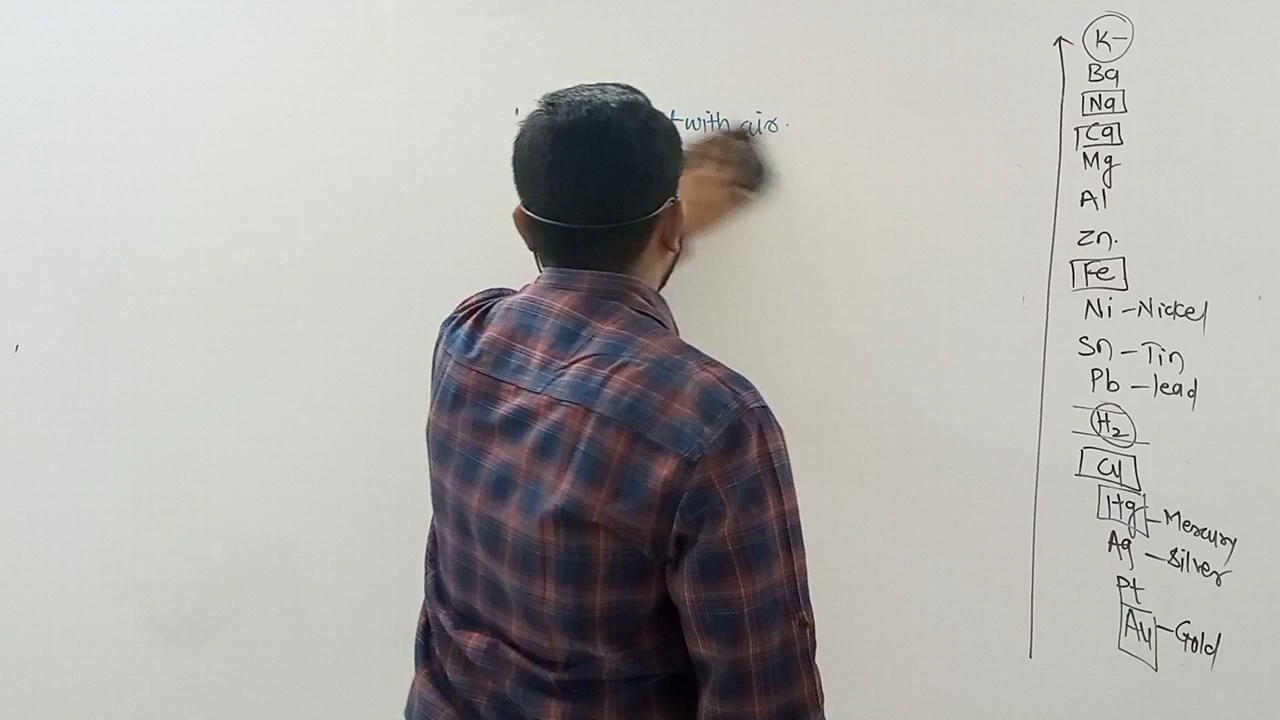 with air.
K
Ba
Na
Ca
Mg
Al
Zn.
Fe
Ni - Nickel
Sn - Tin
Pb - lead
H2
Cu
Hg - Mercury
Ag - Silver
Pt
Au - Gold